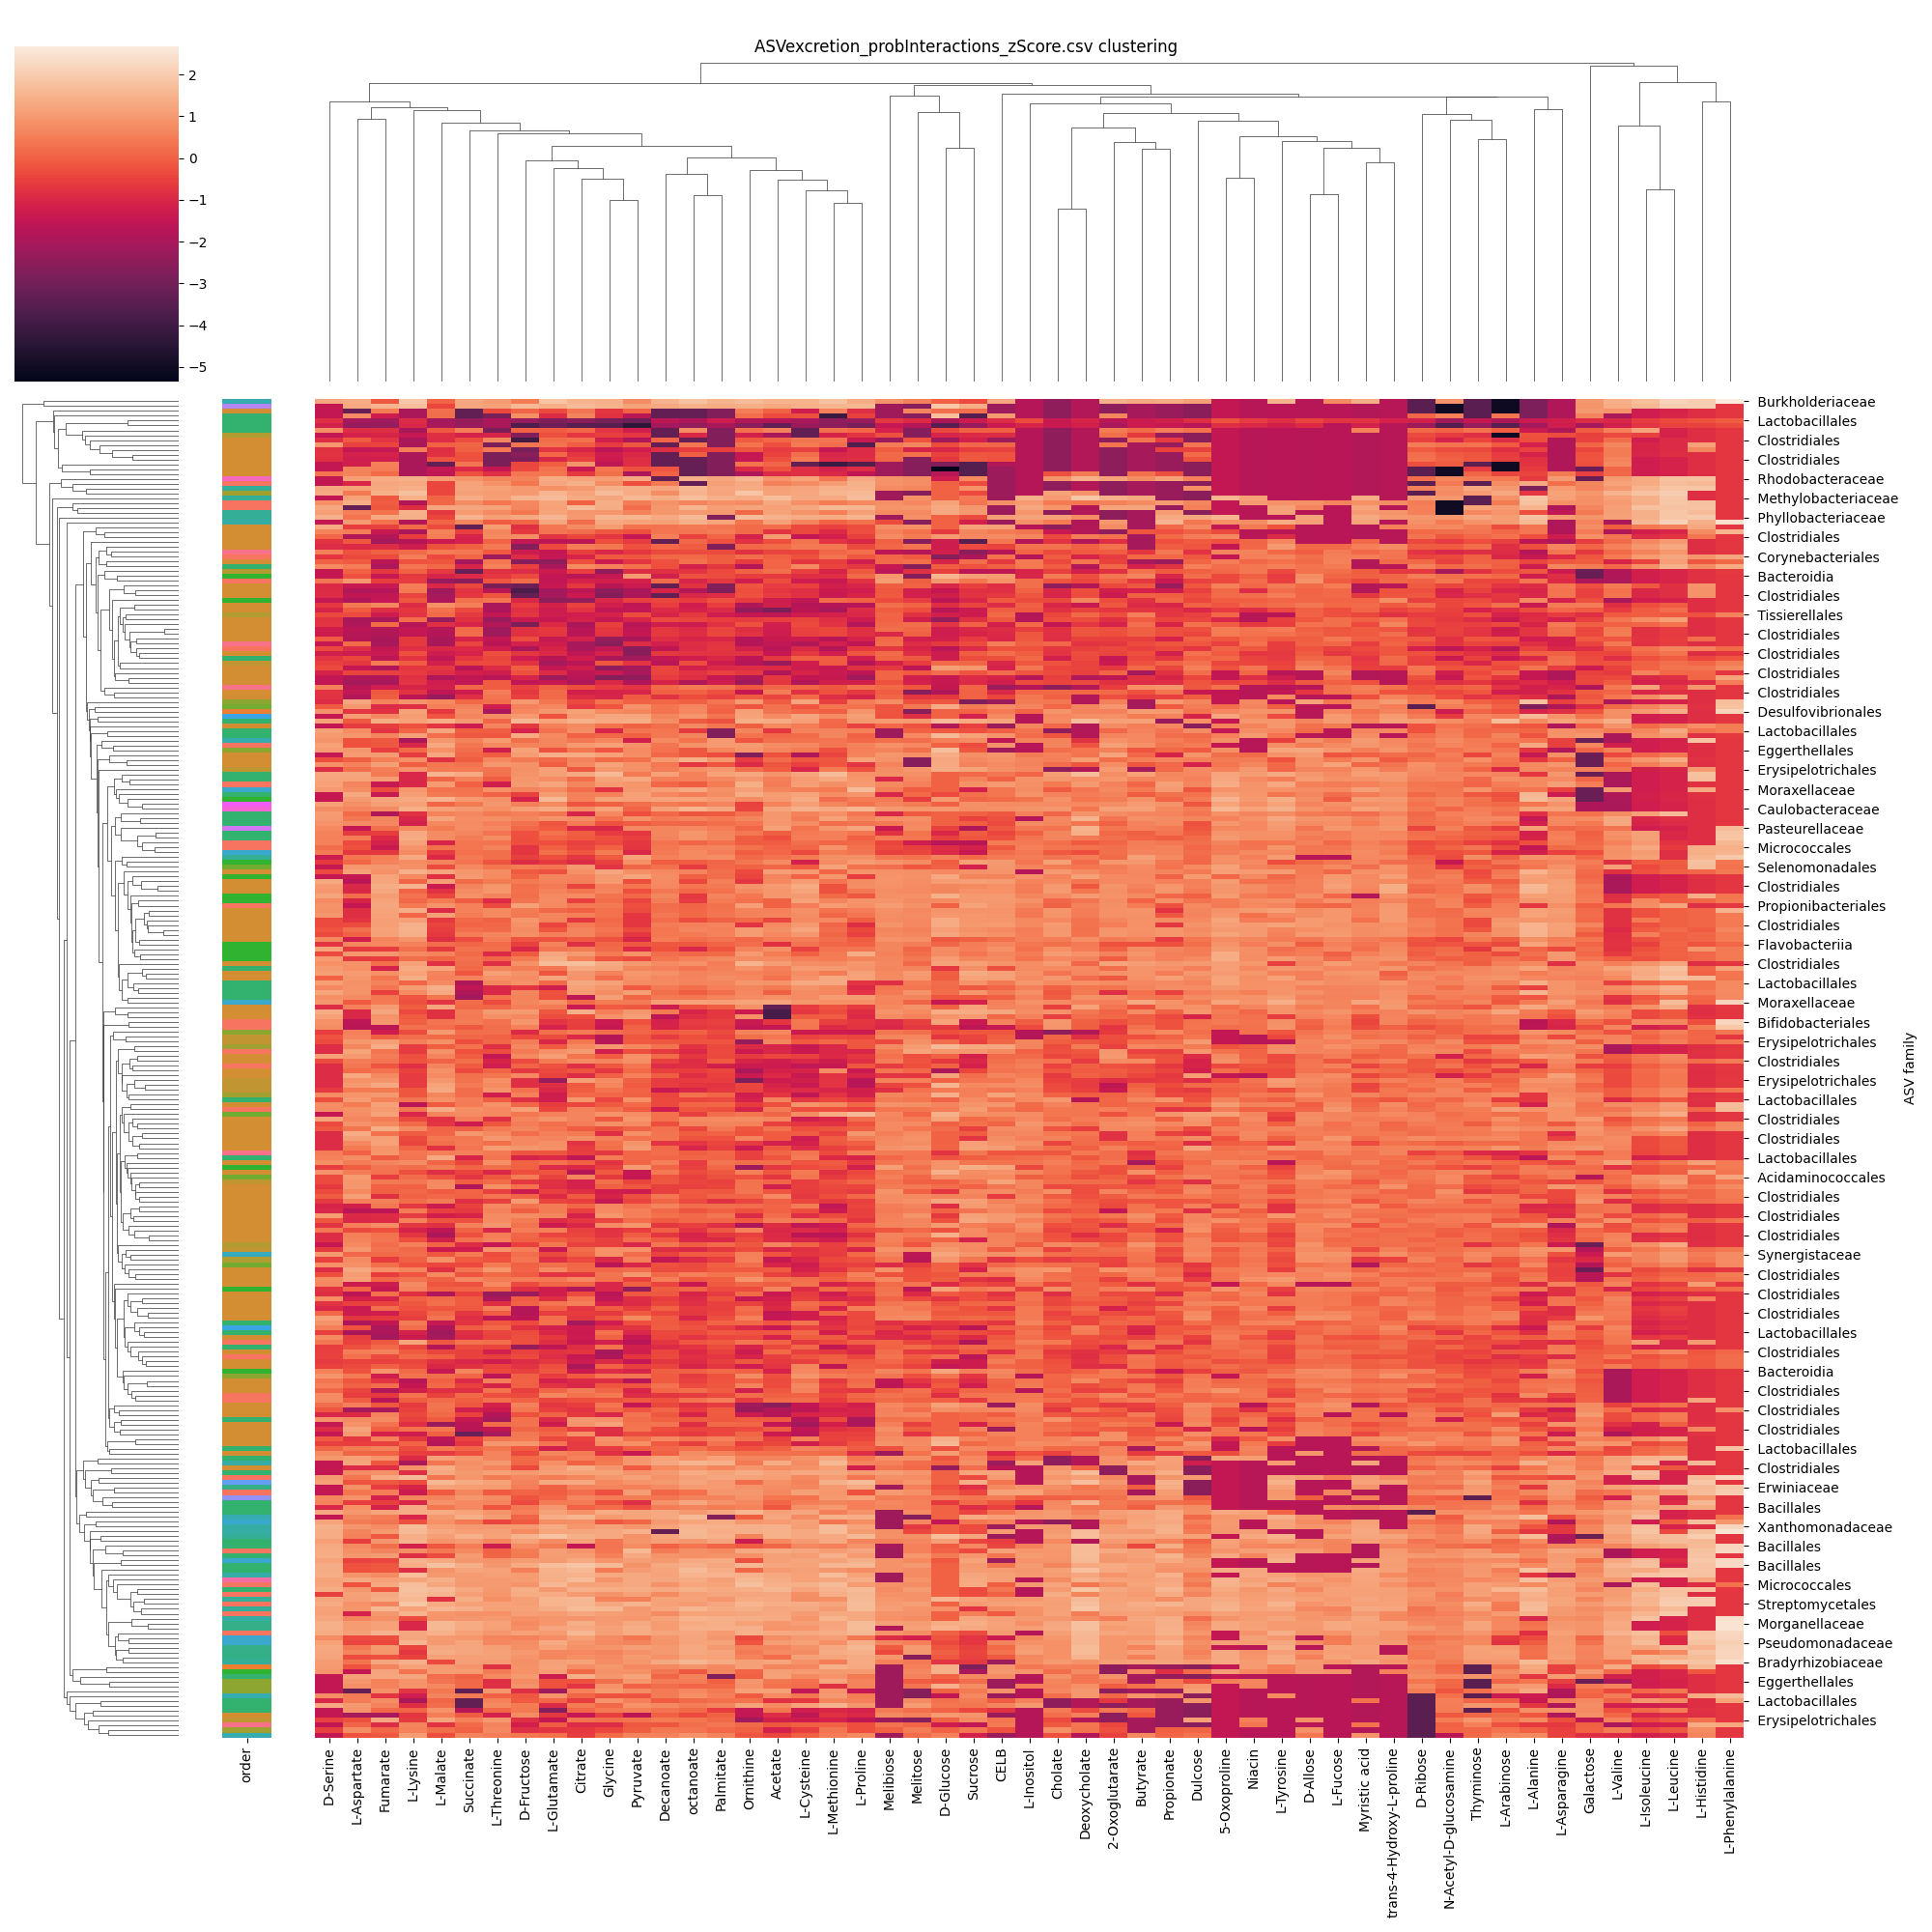 ASVexcretion_probInteractions_zScore.csv clustering
2
1
0
−1
−2
−3
−4
−5
Burkholderiaceae
Lactobacillales
Clostridiales
Clostridiales
Rhodobacteraceae
Methylobacteriaceae
Phyllobacteriaceae
Clostridiales
Corynebacteriales
Bacteroidia
Clostridiales
Tissierellales
Clostridiales
Clostridiales
Clostridiales
Clostridiales
Desulfovibrionales
Lactobacillales
Eggerthellales
Erysipelotrichales
Moraxellaceae
Caulobacteraceae
Pasteurellaceae
Micrococcales
Selenomonadales
Clostridiales
Propionibacteriales
Clostridiales
Flavobacteriia
Clostridiales
Lactobacillales
Moraxellaceae
Bifidobacteriales
Erysipelotrichales
Clostridiales
Erysipelotrichales
Lactobacillales
Clostridiales
Clostridiales
Lactobacillales
Acidaminococcales
Clostridiales
Clostridiales
Clostridiales
Synergistaceae
Clostridiales
Clostridiales
Clostridiales
Lactobacillales
Clostridiales
Bacteroidia
Clostridiales
Clostridiales
Clostridiales
Lactobacillales
Clostridiales
Erwiniaceae
Bacillales
Xanthomonadaceae
Bacillales
Bacillales
Micrococcales
Streptomycetales
Morganellaceae
Pseudomonadaceae
Bradyrhizobiaceae
Eggerthellales
Lactobacillales
Erysipelotrichales
ASV family
order
D-Serine
L-Aspartate
Fumarate
L-Lysine
L-Malate
Succinate
L-Threonine
D-Fructose
L-Glutamate
Citrate
Glycine
Pyruvate
Decanoate
octanoate
Palmitate
Ornithine
Acetate
L-Cysteine
L-Methionine
L-Proline
Melibiose
Melitose
D-Glucose
Sucrose
CELB
L-Inositol
Cholate
Deoxycholate
2-Oxoglutarate
Butyrate
Propionate
Dulcose
5-Oxoproline
Niacin
L-Tyrosine
D-Allose
L-Fucose
Myristic acid
trans-4-Hydroxy-L-proline
D-Ribose
N-Acetyl-D-glucosamine
Thyminose
L-Arabinose
L-Alanine
L-Asparagine
Galactose
L-Valine
L-Isoleucine
L-Leucine
L-Histidine
L-Phenylalanine